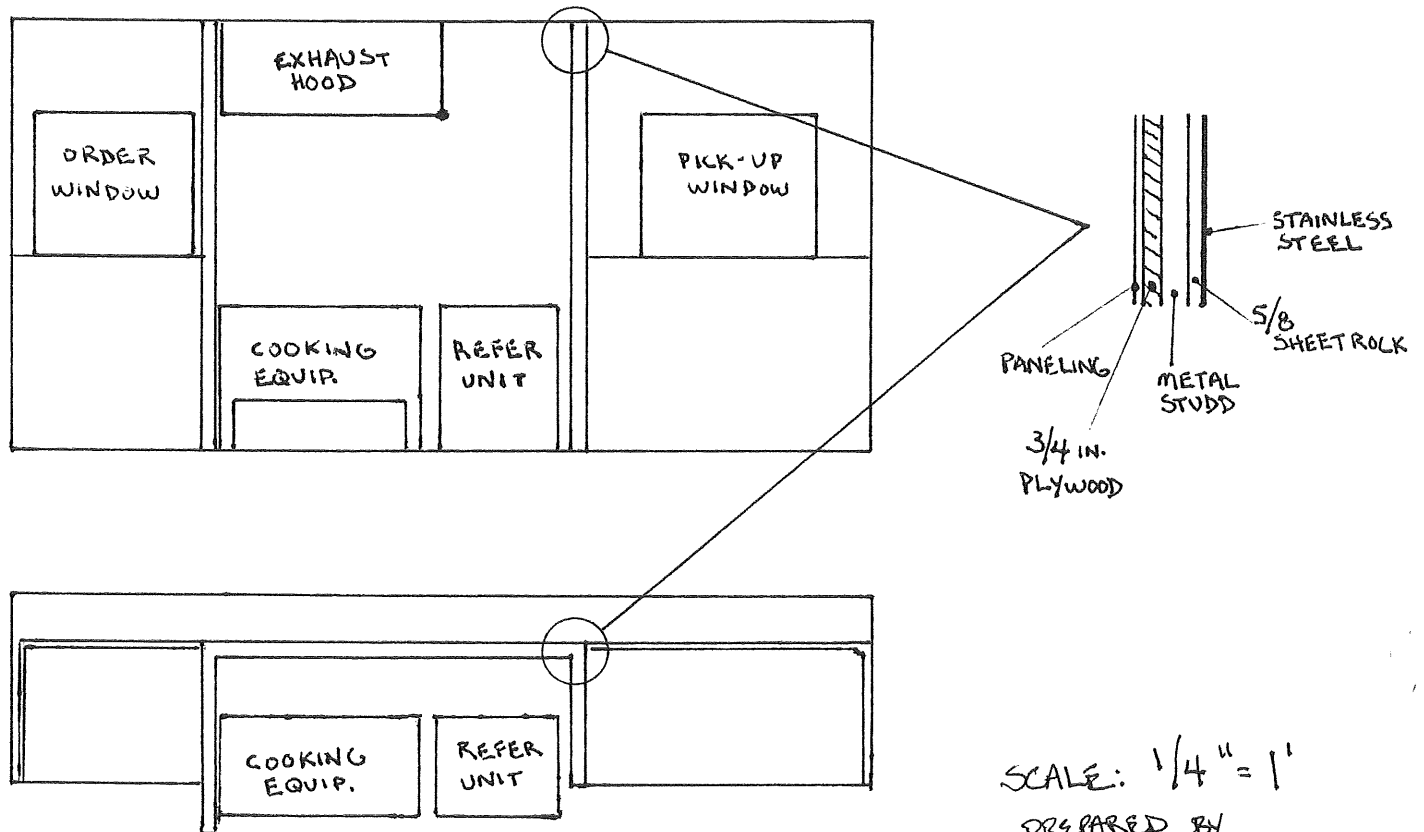 EXHAUST
HOOD
ORDER
WINDOW
PICK-UP
WINDOW
COOKING
EQUIP.
REFER
UNIT
STAINLESS
STEEL
5/8
SHEETROCK
PANELING
METAL
STUDD
3/4 IN.
PLYWOOD
COOKING
EQUIP.
REFER
UNIT
SCALE: 1/4" = 1'
PREPARED BY